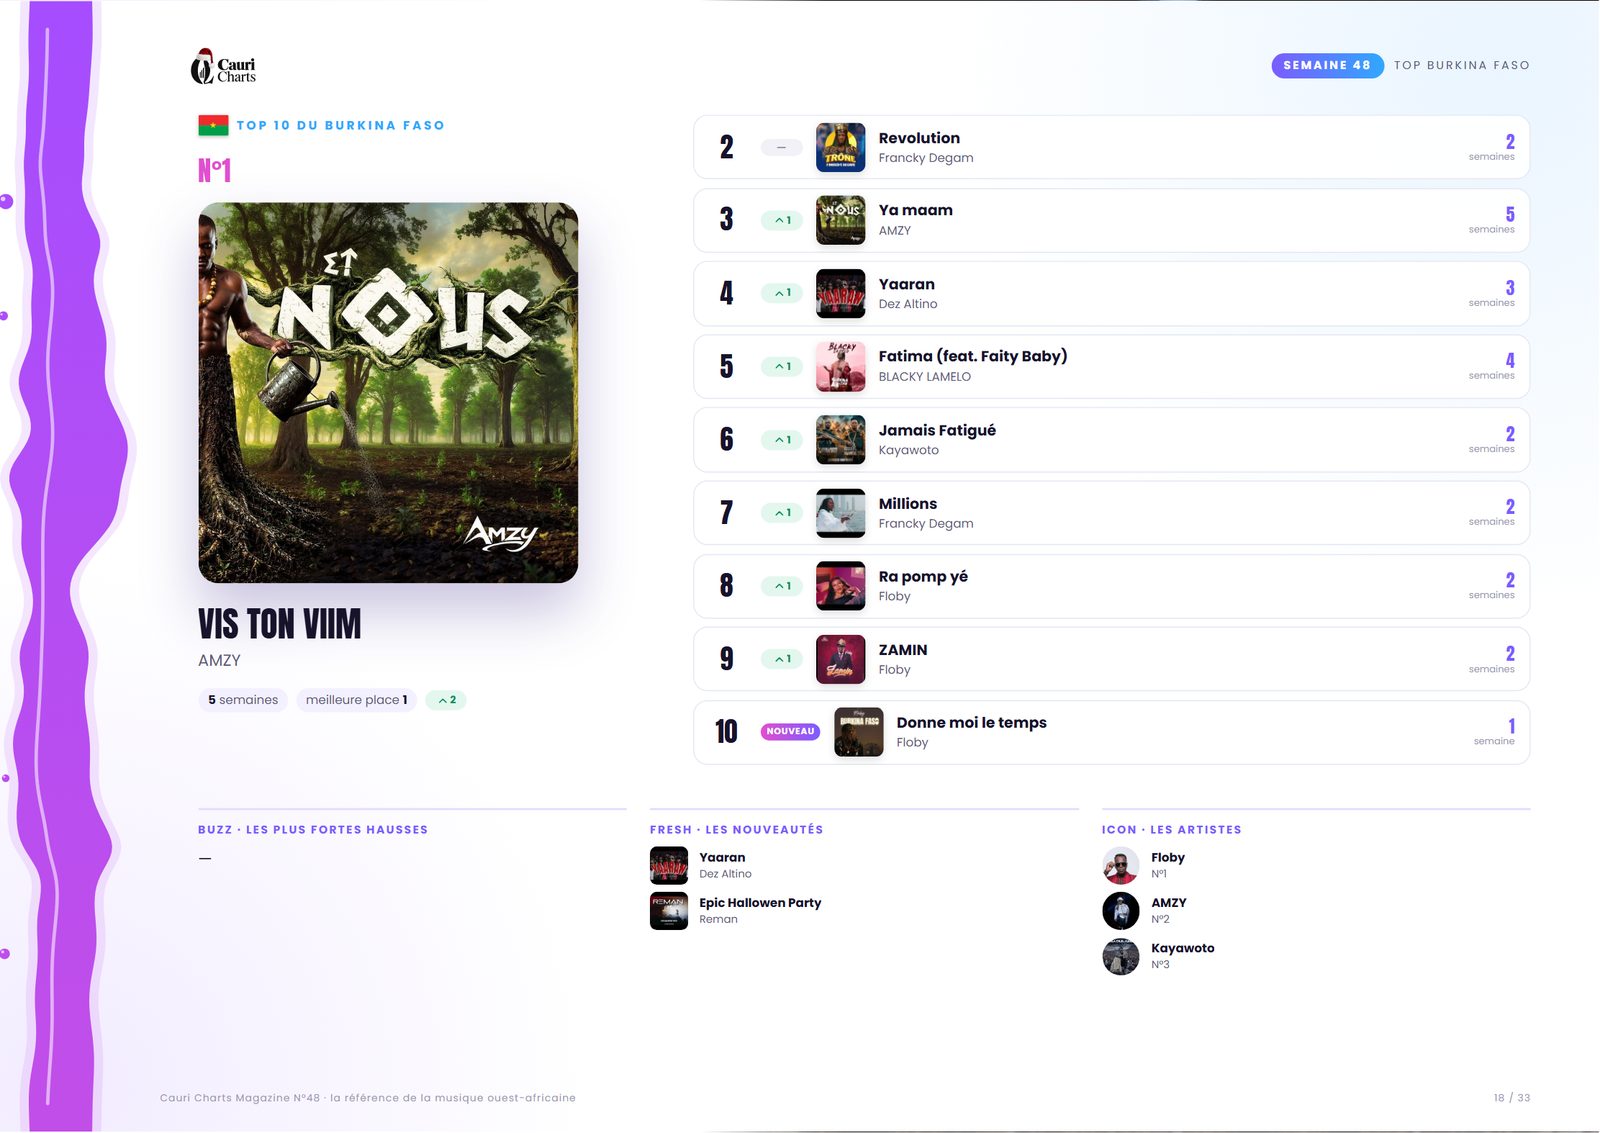 Cauri
Charts
SEMAINE 48 TOP BURKINA FASO
TOP 10 DU BURKINA FASO
N°1
ET
NOUS
AMZY
VIS TON VIIM
AMZY
5 semaines meilleure place 1 2
2 – Revolution
Francky Degam
2
semaines
3 1 Ya maam
AMZY
5
semaines
4 1 Yaaran
Dez Altino
3
semaines
5 1 Fatima (feat. Faity Baby)
BLACKY LAMELO
4
semaines
6 1 Jamais Fatigué
Kayawoto
2
semaines
7 1 Millions
Francky Degam
2
semaines
8 1 Ra pomp yé
Floby
2
semaines
9 1 ZAMIN
Floby
2
semaines
10 NOUVEAU Donne moi le temps
Floby
1
semaine
BUZZ · LES PLUS FORTES HAUSSES
—
FRESH · LES NOUVEAUTÉS
Yaaran
Dez Altino
Epic Hallowen Party
Reman
ICON · LES ARTISTES
Floby
N°1
AMZY
N°2
Kayawoto
N°3
Cauri Charts Magazine N°48 · la référence de la musique ouest-africaine
18 / 33